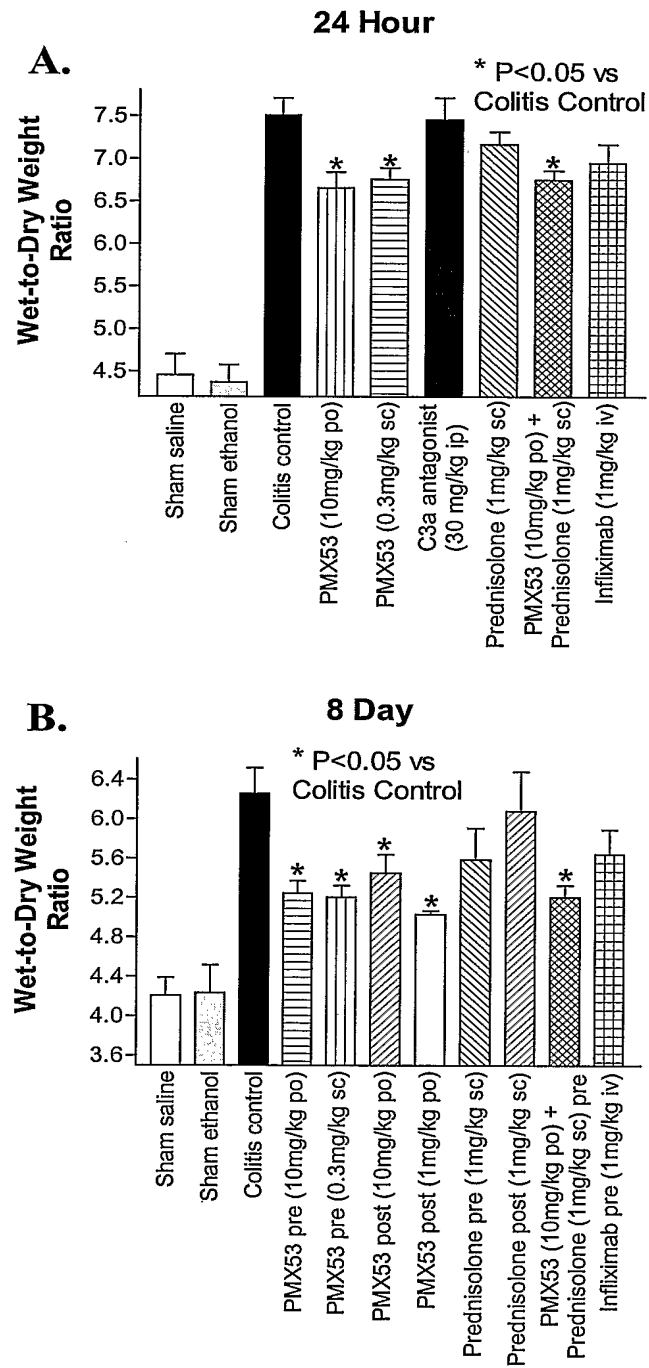 24 Hour
A.
* P<0.05 vs
Colitis Control
Wet-to-Dry Weight
Ratio
7.5
7.0
6.5
6.0
5.5
5.0
4.5
*
*
*
Sham saline
Sham ethanol
Colitis control
PMX53 (10mg/kg po)
PMX53 (0.3mg/kg sc)
C3a antagonist
(30 mg/kg ip)
Prednisolone (1mg/kg sc)
PMX53 (10mg/kg po) +
Prednisolone (1mg/kg sc)
Infliximab (1mg/kg iv)
B.
8 Day
* P<0.05 vs
Colitis Control
Wet-to-Dry Weight
Ratio
6.4
6.0
5.6
5.2
4.8
4.4
4.0
3.6
*
*
*
*
*
Sham saline
Sham ethanol
Colitis control
PMX53 pre (10mg/kg po)
PMX53 pre (0.3mg/kg sc)
PMX53 post (10mg/kg po)
PMX53 post (1mg/kg po)
Prednisolone pre (1mg/kg sc)
Prednisolone post (1mg/kg sc)
PMX53 (10mg/kg po) +
Prednisolone (1mg/kg sc) pre
Infliximab pre (1mg/kg iv)